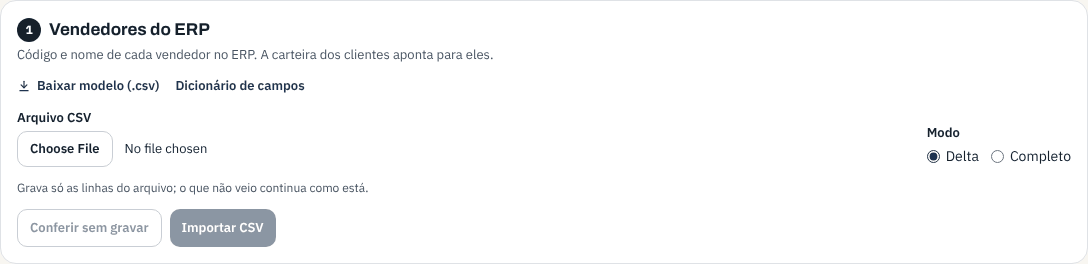 1 Vendedores do ERP
Código e nome de cada vendedor no ERP. A carteira dos clientes aponta para eles.
Baixar modelo (.csv) Dicionário de campos
Arquivo CSV
Modo
Choose File No file chosen
Delta Completo
Grava só as linhas do arquivo; o que não veio continua como está.
Conferir sem gravar Importar CSV